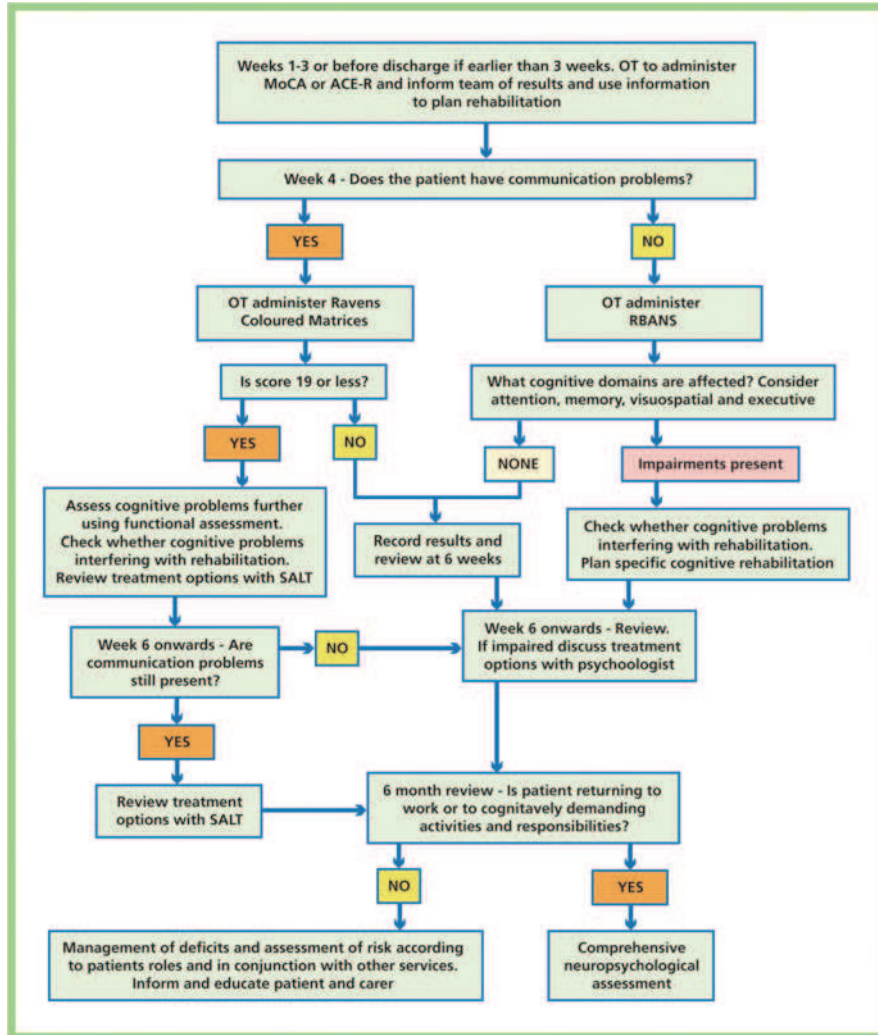 Weeks 1-3 or before discharge if earlier than 3 weeks. OT to administer
MoCA or ACE-R and inform team of results and use information
to plan rehabilitation
Week 4 - Does the patient have communication problems?
YES
NO
OT administer Ravens
Coloured Matrices
OT administer
RBANS
Is score 19 or less?
What cognitive domains are affected? Consider
attention, memory, visuospatial and executive
YES
NO
NONE
Impairments present
Assess cognitive problems further
using functional assessment.
Check whether cognitive problems
interfering with rehabilitation.
Review treatment options with SALT
Record results and
review at 6 weeks
Check whether cognitive problems
interfering with rehabilitation.
Plan specific cognitive rehabilitation
Week 6 onwards - Are
communication problems
still present?
NO
Week 6 onwards - Review.
If impaired discuss treatment
options with psychoologist
YES
Review treatment
options with SALT
6 month review - Is patient returning to
work or to cognitavely demanding
activities and responsibilities?
NO
YES
Management of deficits and assessment of risk according
to patients roles and in conjunction with other services.
Inform and educate patient and carer
Comprehensive
neuropsychological
assessment